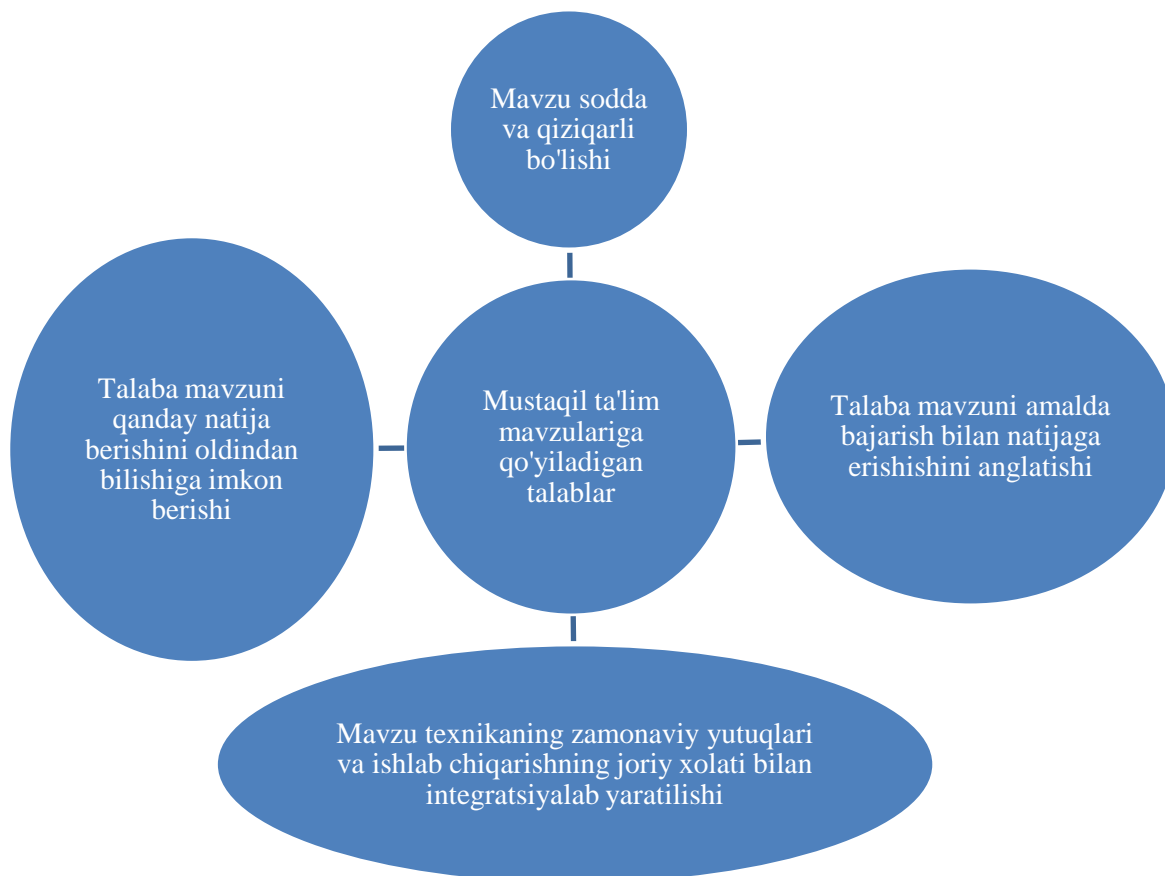 Mavzu sodda
va qiziqarli
bo'lishi
Talaba mavzuni
qanday natija
berishini oldindan
bilishiga imkon
berishi
Mustaqil ta'lim
mavzulariga
qo'yiladigan
talablar
Talaba mavzuni amalda
bajarish bilan natijaga
erishishini anglatishi
Mavzu texnikaning zamonaviy yutuqlari
va ishlab chiqarishning joriy xolati bilan
integratsiyalab yaratilishi